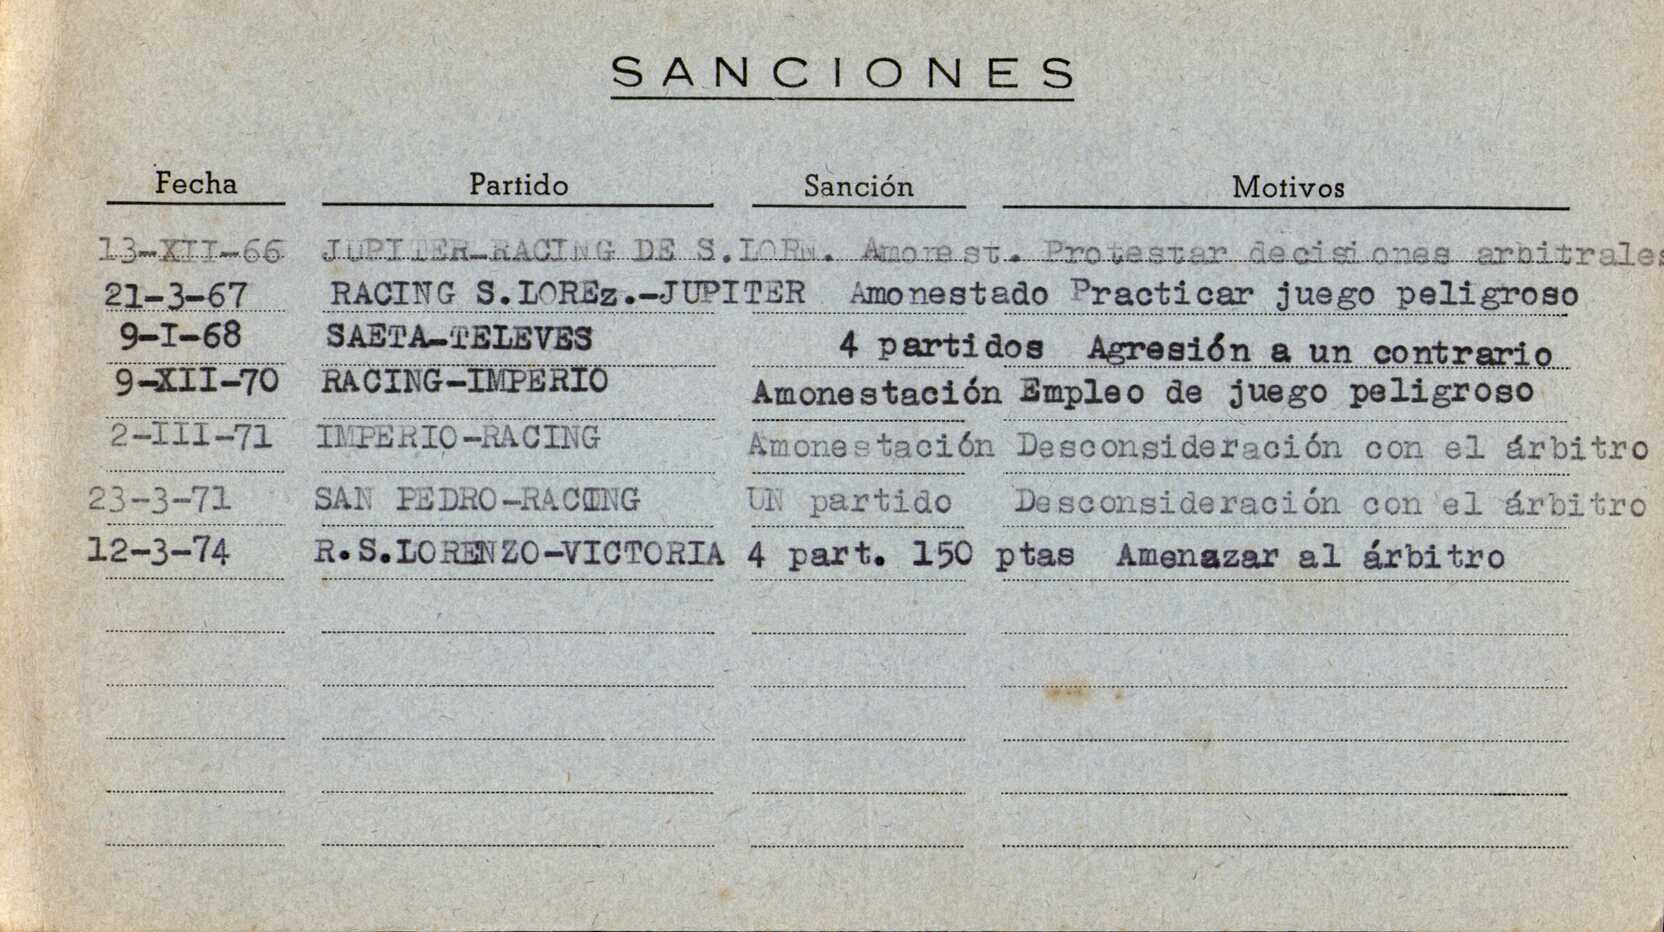 SANCIONES
Fecha Partido Sanción Motivos
13-XII-66 JUPITER-RACING DE S.LORN. Amonest. Protestar decisiones arbitrales
21-3-67 RACING S.LOREz.-JUPITER Amonestado Practicar juego peligroso
9-I-68 SAETA-TELEVES 4 partidos Agresión a un contrario
9-XII-70 RACING-IMPERIO Amonestación Empleo de juego peligroso
2-III-71 IMPERIO-RACING Amonestación Desconsideración con el árbitro
23-3-71 SAN PEDRO-RACING UN partido Desconsideración con el árbitro
12-3-74 R.S.LORENZO-VICTORIA 4 part. 150 ptas Amenazar al árbitro